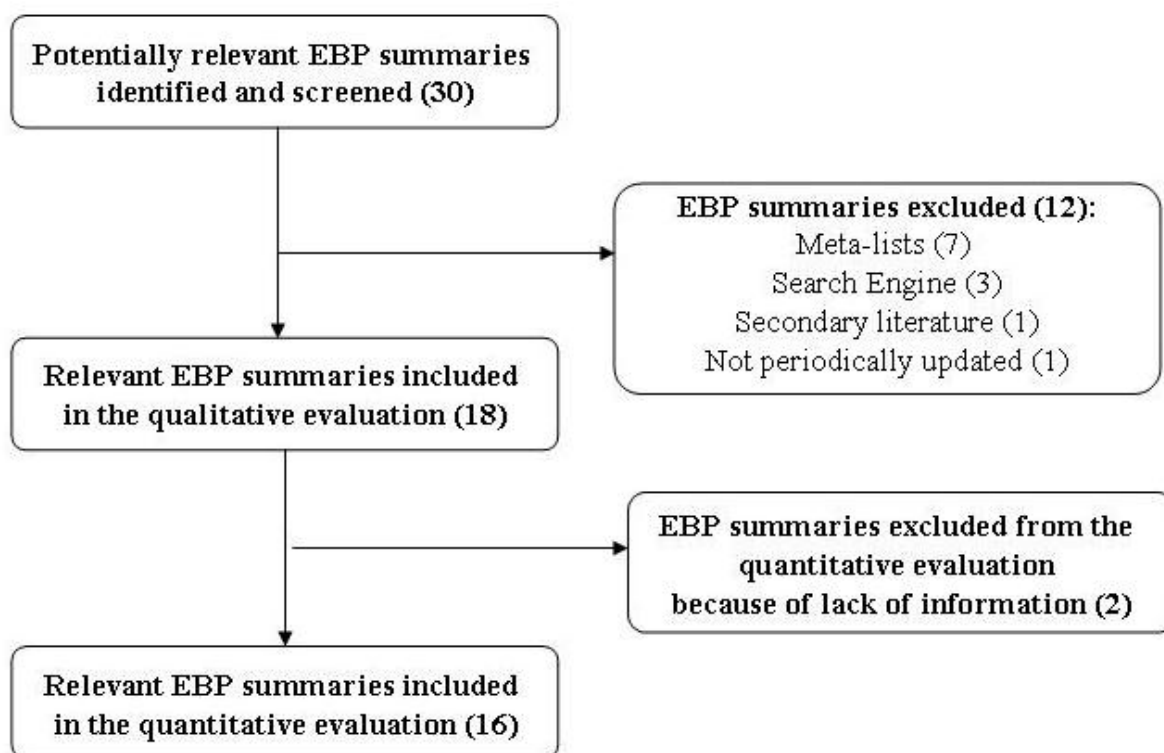 Potentially relevant EBP summaries
identified and screened (30)
EBP summaries excluded (12):
Meta-lists (7)
Search Engine (3)
Secondary literature (1)
Not periodically updated (1)
Relevant EBP summaries included
in the qualitative evaluation (18)
EBP summaries excluded from the
quantitative evaluation
because of lack of information (2)
Relevant EBP summaries included
in the quantitative evaluation (16)